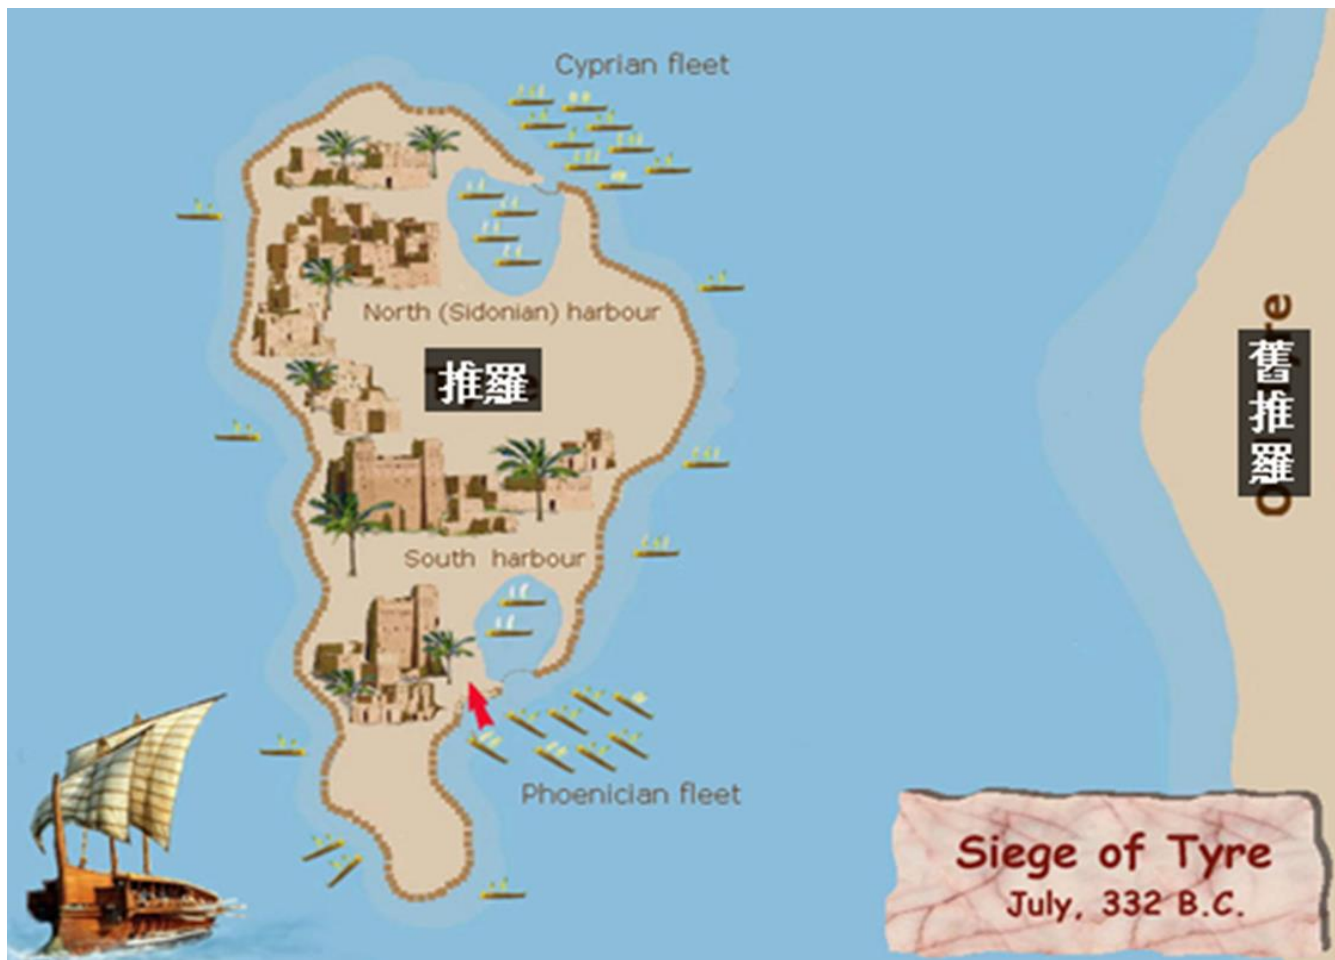 Cyprian fleet
North (Sidonian) harbour
推羅
舊推羅
South harbour
Phoenician fleet
Siege of Tyre
July, 332 B.C.